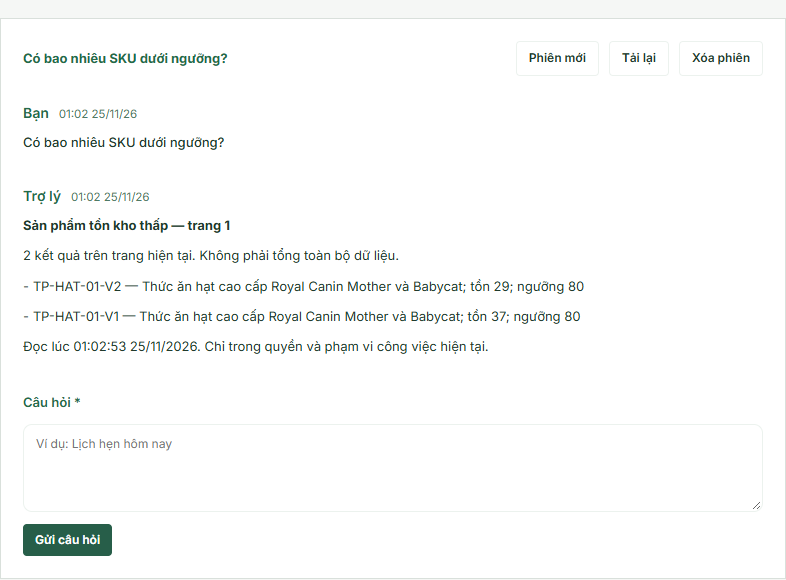 Có bao nhiêu SKU dưới ngưỡng?
Phiên mới
Tải lại
Xóa phiên
Bạn 01:02 25/11/26
Có bao nhiêu SKU dưới ngưỡng?
Trợ lý 01:02 25/11/26
Sản phẩm tồn kho thấp — trang 1
2 kết quả trên trang hiện tại. Không phải tổng toàn bộ dữ liệu.
- TP-HAT-01-V2 — Thức ăn hạt cao cấp Royal Canin Mother và Babycat; tồn 29; ngưỡng 80
- TP-HAT-01-V1 — Thức ăn hạt cao cấp Royal Canin Mother và Babycat; tồn 37; ngưỡng 80
Đọc lúc 01:02:53 25/11/2026. Chỉ trong quyền và phạm vi công việc hiện tại.
Câu hỏi *
Ví dụ: Lịch hẹn hôm nay
Gửi câu hỏi